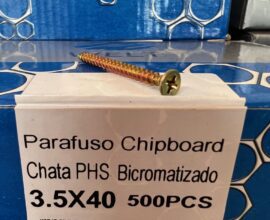 Parafuso Chipboard
Chata PHS Bicromatizado
3.5X40 500PCS